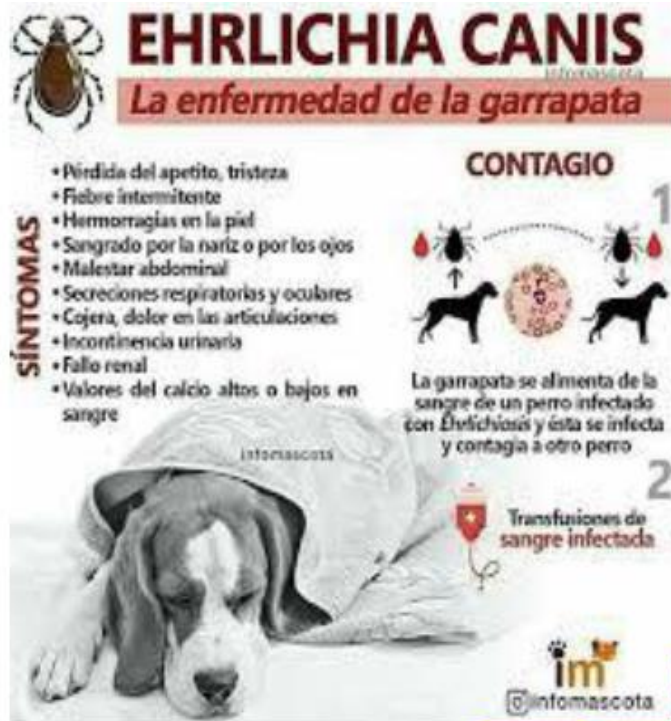 EHRLICHIA CANIS
infomascota
La enfermedad de la garrapata
SÍNTOMAS
• Pérdida del apetito, tristeza
• Fiebre intermitente
• Hermorragias en la piel
• Sangrado por la nariz o por los ojos
• Malestar abdominal
• Secreciones respiratorias y oculares
• Cojera, dolor en las articulaciones
• Incontinencia urinaria
• Fallo renal
• Valores del calcio altos o bajos en
sangre
CONTAGIO
1
La garrapata se alimenta de la
sangre de un perro infectado
con Ehrlichiosis y ésta se infecta
y contagia a otro perro
2
Transfusiones de
sangre infectada
infomascota
im
infomascota